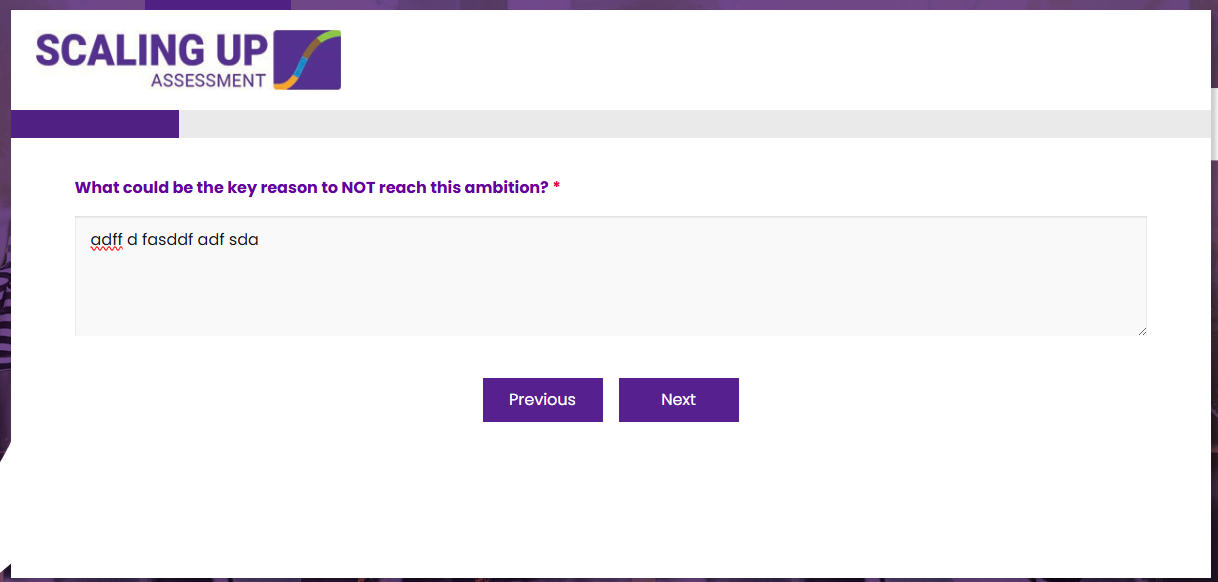 SCALING UP
ASSESSMENT
What could be the key reason to NOT reach this ambition? *
adff d fasddf adf sda
Previous
Next